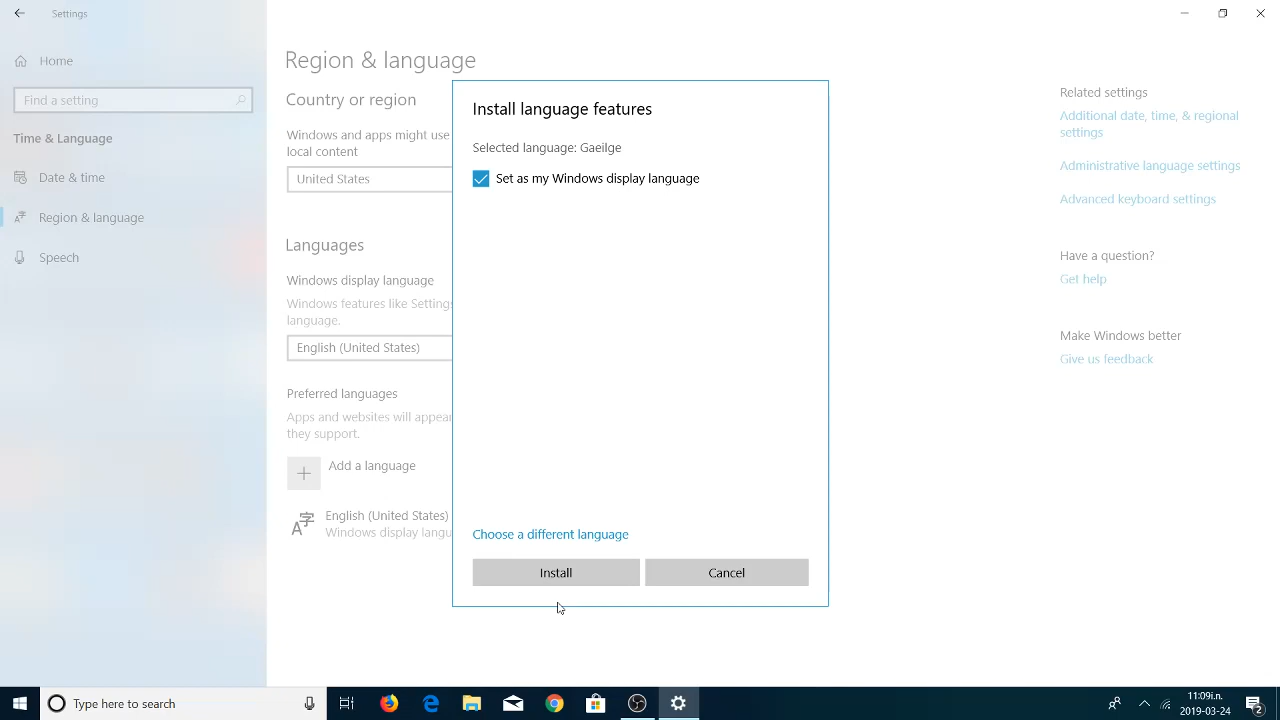 Settings
Home
Find a setting
Time & Language
Date & time
Region & language
Speech
Region & language
Country or region
Windows and apps might use
local content
United States
Languages
Windows display language
Windows features like Settings
language.
English (United States)
Preferred languages
Apps and websites will appear
they support.
Add a language
English (United States)
Windows display langu
Install language features
Selected language: Gaeilge
Set as my Windows display language
Choose a different language
Install
Cancel
Related settings
Additional date, time, & regional
settings
Administrative language settings
Advanced keyboard settings
Have a question?
Get help
Make Windows better
Give us feedback
Type here to search
11:09i.n.
2019-03-24
2